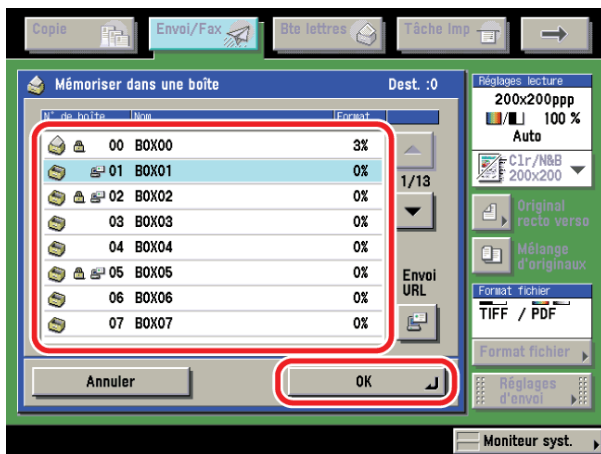 Copie
Envoi/Fax
Bte lettres
Tâche Imp
Mémoriser dans une boîte
Dest. :0
N° de boîte Nom Format
00 BOX00 3%
01 BOX01 0%
02 BOX02 0%
03 BOX03 0%
04 BOX04 0%
05 BOX05 0%
06 BOX06 0%
07 BOX07 0%
1/13
Envoi
URL
Annuler
OK
Réglages lecture
200x200ppp
100 %
Auto
Clr/N&B
200x200
Original
recto verso
Mélange
d'originaux
Format fichier
TIFF / PDF
Format fichier
Réglages
d'envoi
Moniteur syst.